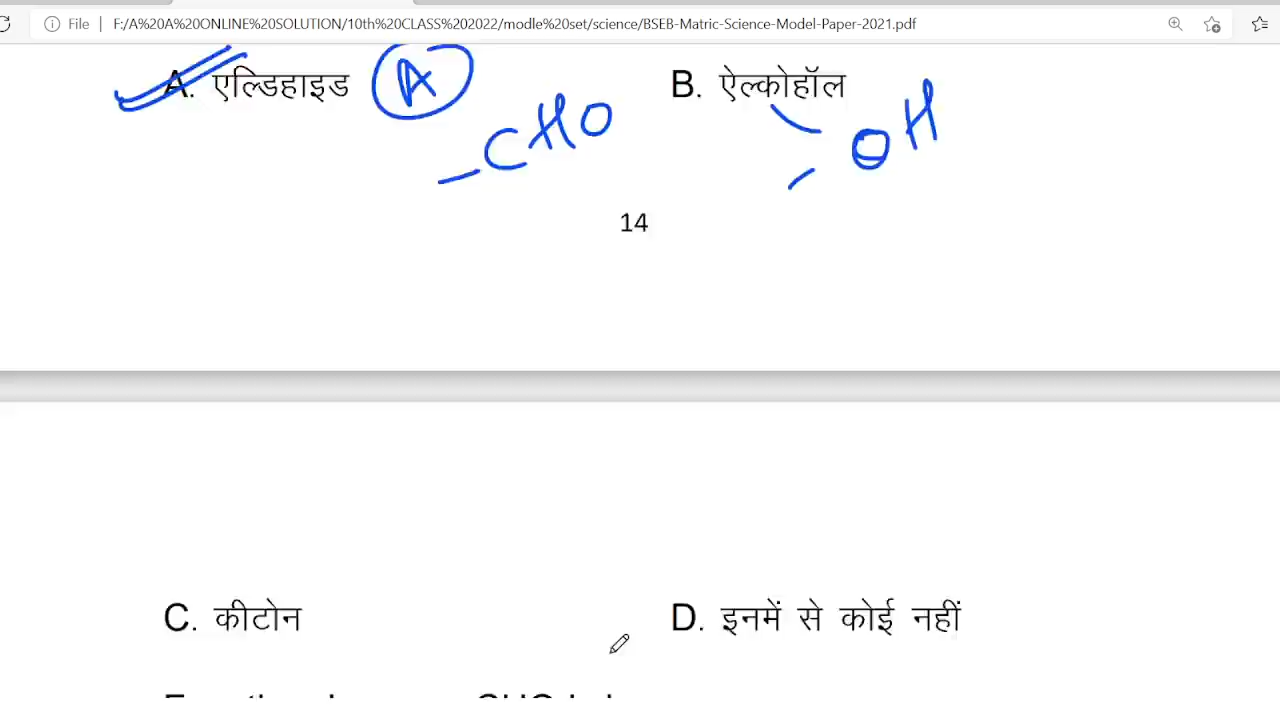 File | F:/A%20A%20ONLINE%20SOLUTION/10th%20CLASS%202022/modle%20set/science/BSEB-Matric-Science-Model-Paper-2021.pdf
A. एल्डिहाइड A B. ऐल्कोहॉल
-CHO - OH
14
C. कीटोन D. इनमें से कोई नहीं